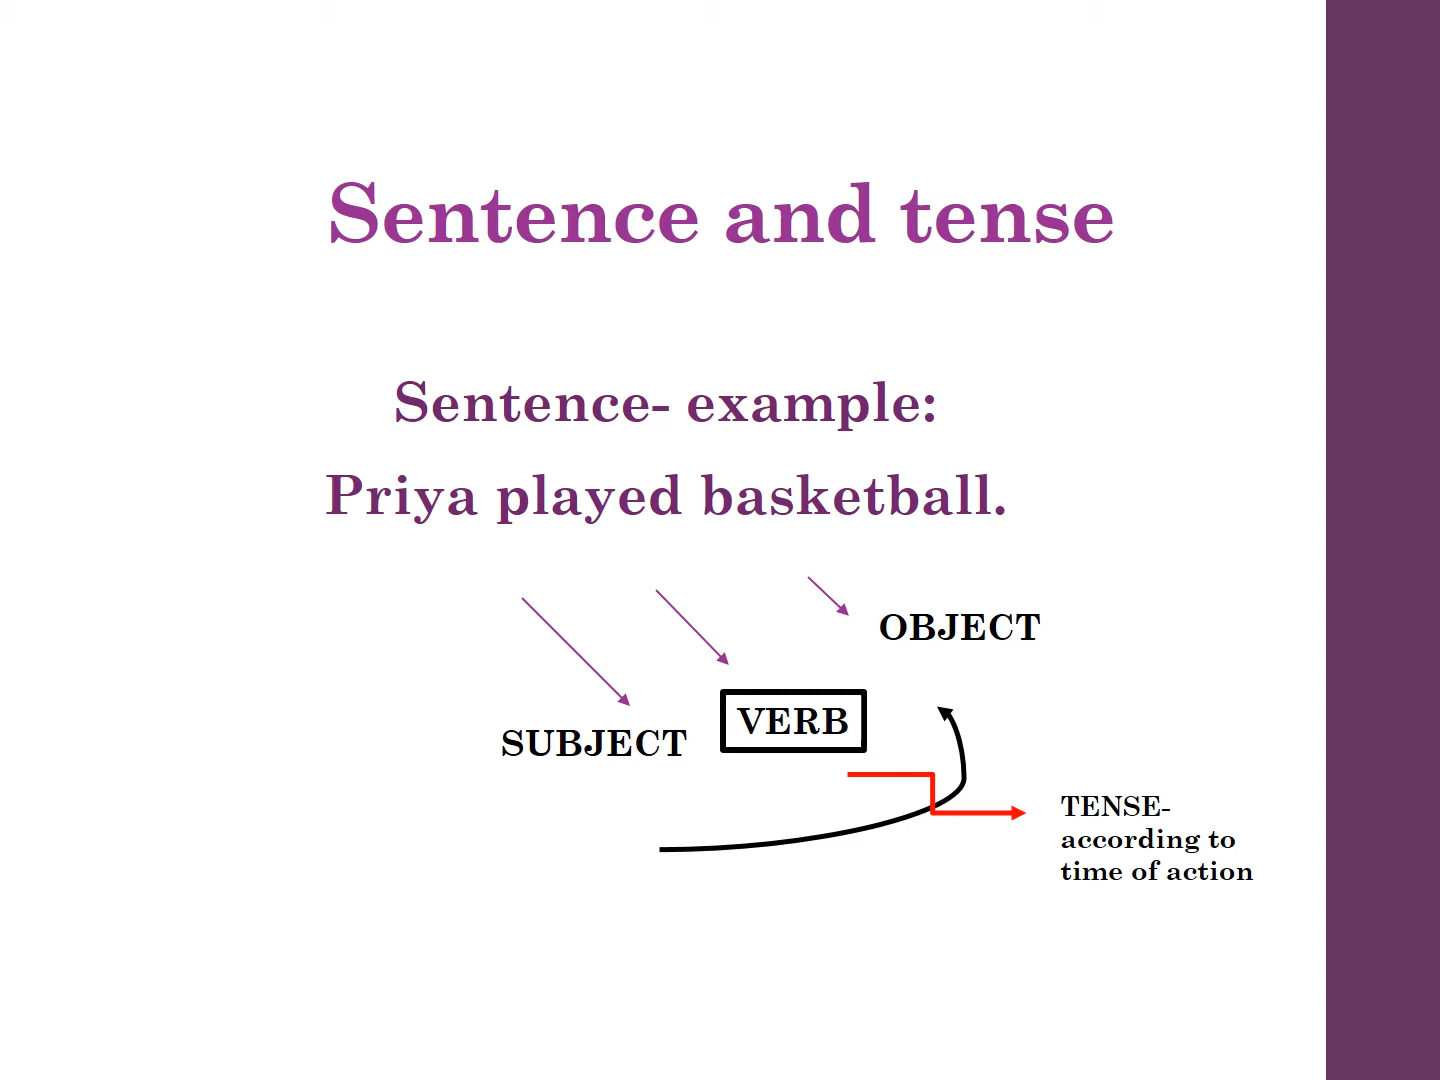 Sentence and tense
Sentence- example:
Priya played basketball.
OBJECT
VERB
SUBJECT
TENSE-
according to
time of action